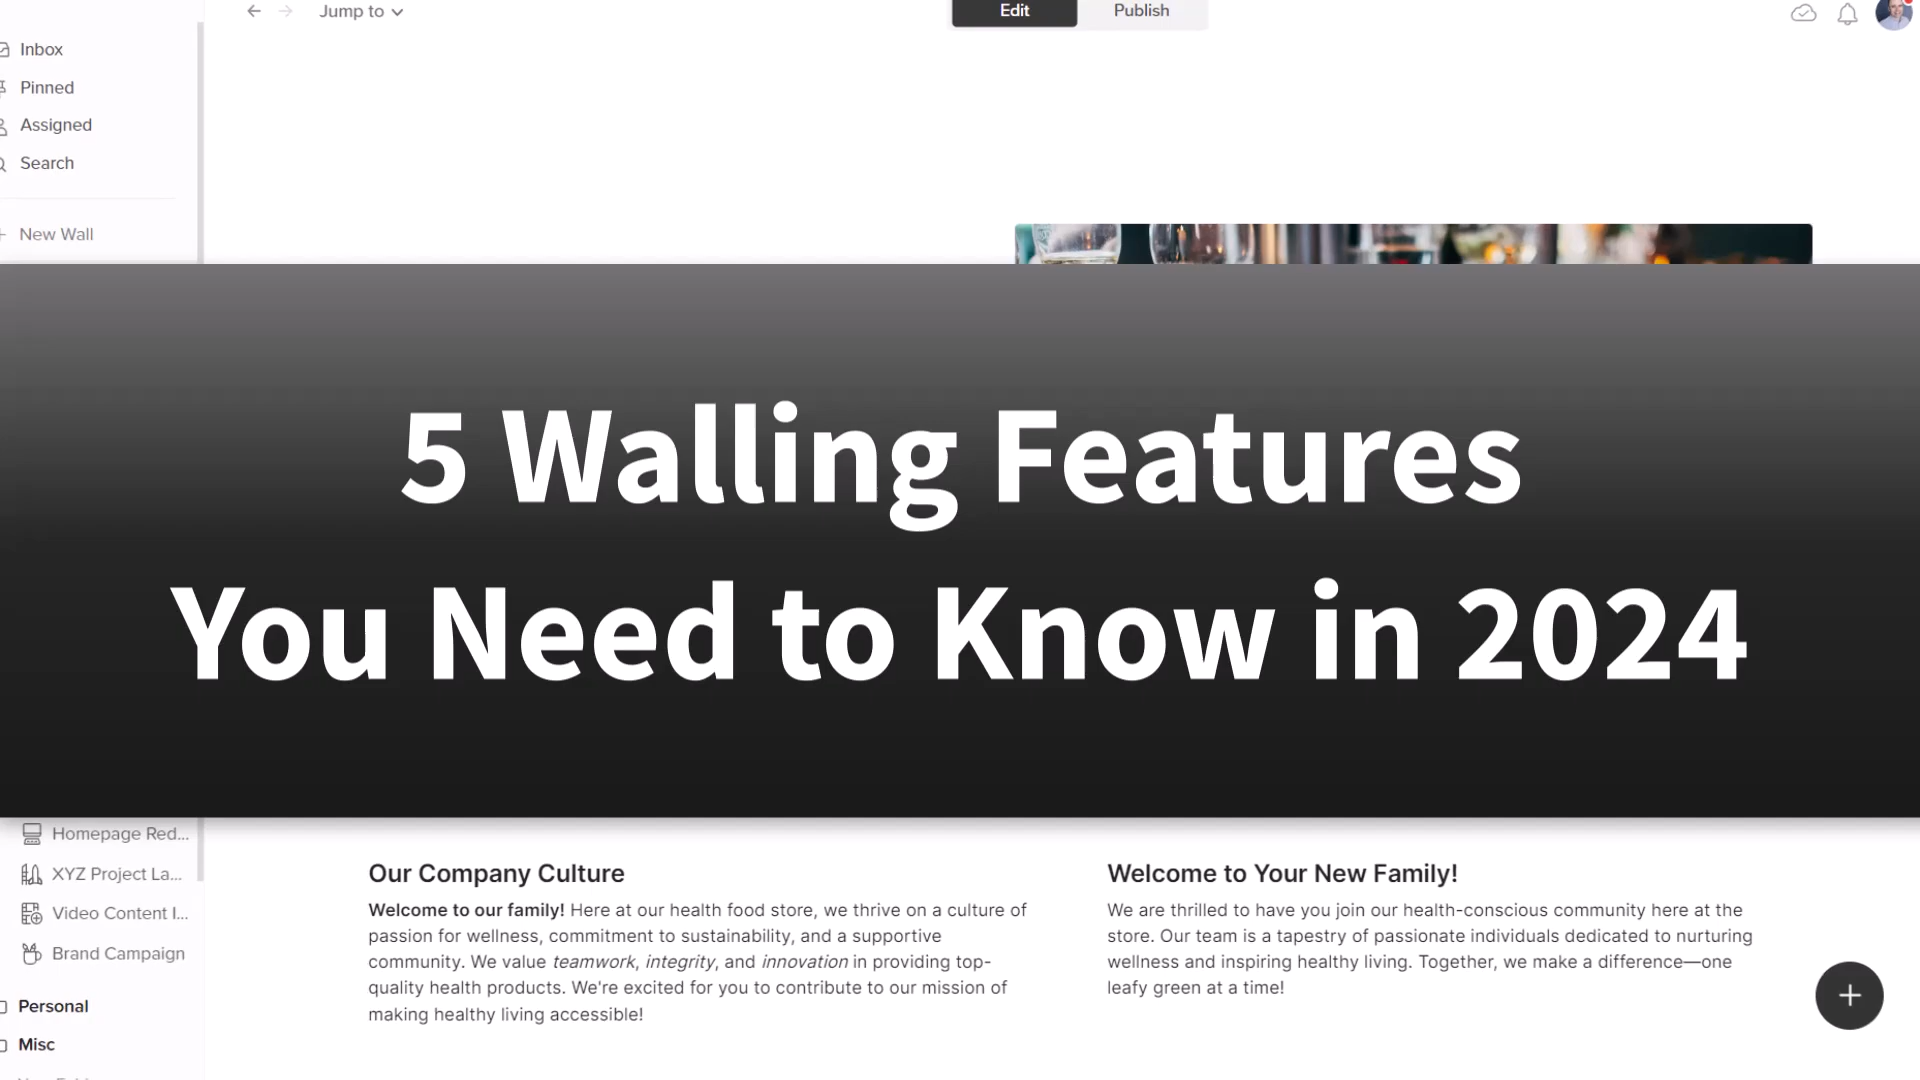 Jump to
Edit
Publish
Inbox
Pinned
Assigned
Search
New Wall
5 Walling Features
You Need to Know in 2024
Homepage Red...
XYZ Project La...
Video Content I...
Brand Campaign
Personal
Misc
Our Company Culture
Welcome to our family! Here at our health food store, we thrive on a culture of
passion for wellness, commitment to sustainability, and a supportive
community. We value teamwork, integrity, and innovation in providing top-
quality health products. We're excited for you to contribute to our mission of
making healthy living accessible!
Welcome to Your New Family!
We are thrilled to have you join our health-conscious community here at the
store. Our team is a tapestry of passionate individuals dedicated to nurturing
wellness and inspiring healthy living. Together, we make a difference—one
leafy green at a time!